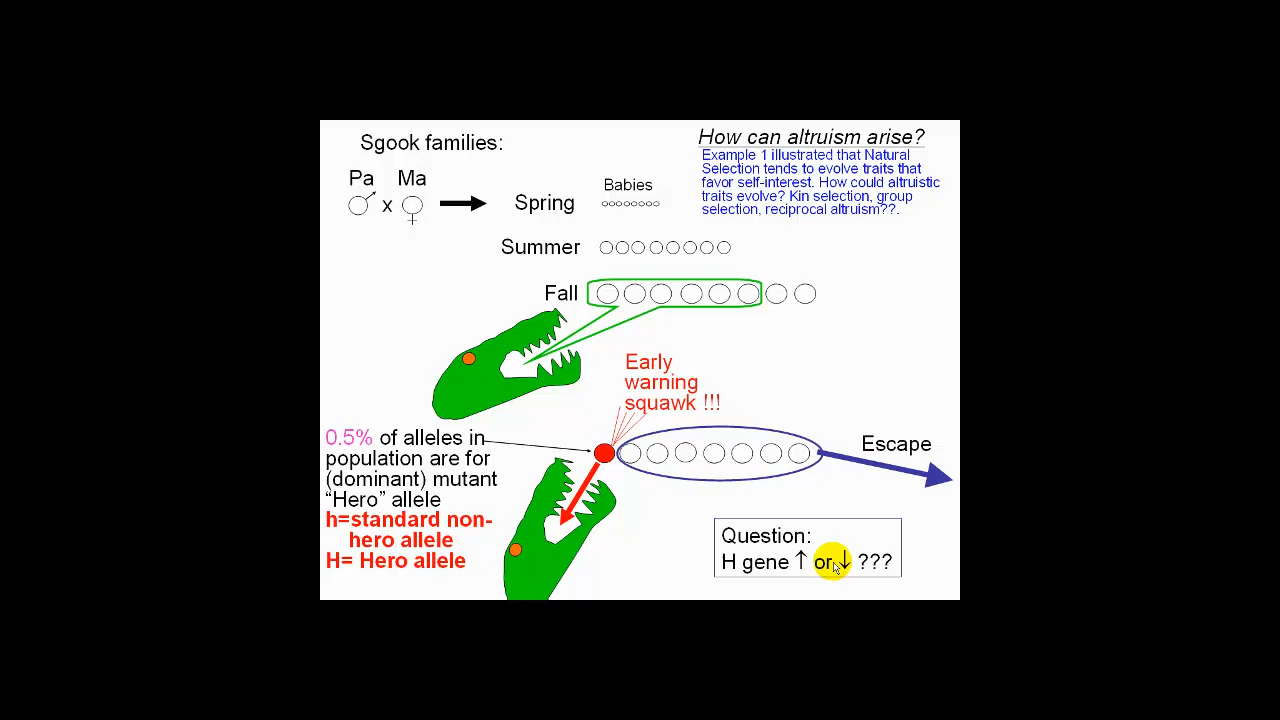 Sgook families:
How can altruism arise?
Example 1 illustrated that Natural
Selection tends to evolve traits that
favor self-interest. How could altruistic
traits evolve? Kin selection, group
selection, reciprocal altruism??.
Pa
Ma
x
Babies
Spring
Summer
Fall
Early
warning
squawk !!!
0.5% of alleles in
population are for
(dominant) mutant
“Hero” allele
h=standard non-
hero allele
H= Hero allele
Escape
Question:
H gene ↑ or ↓ ???